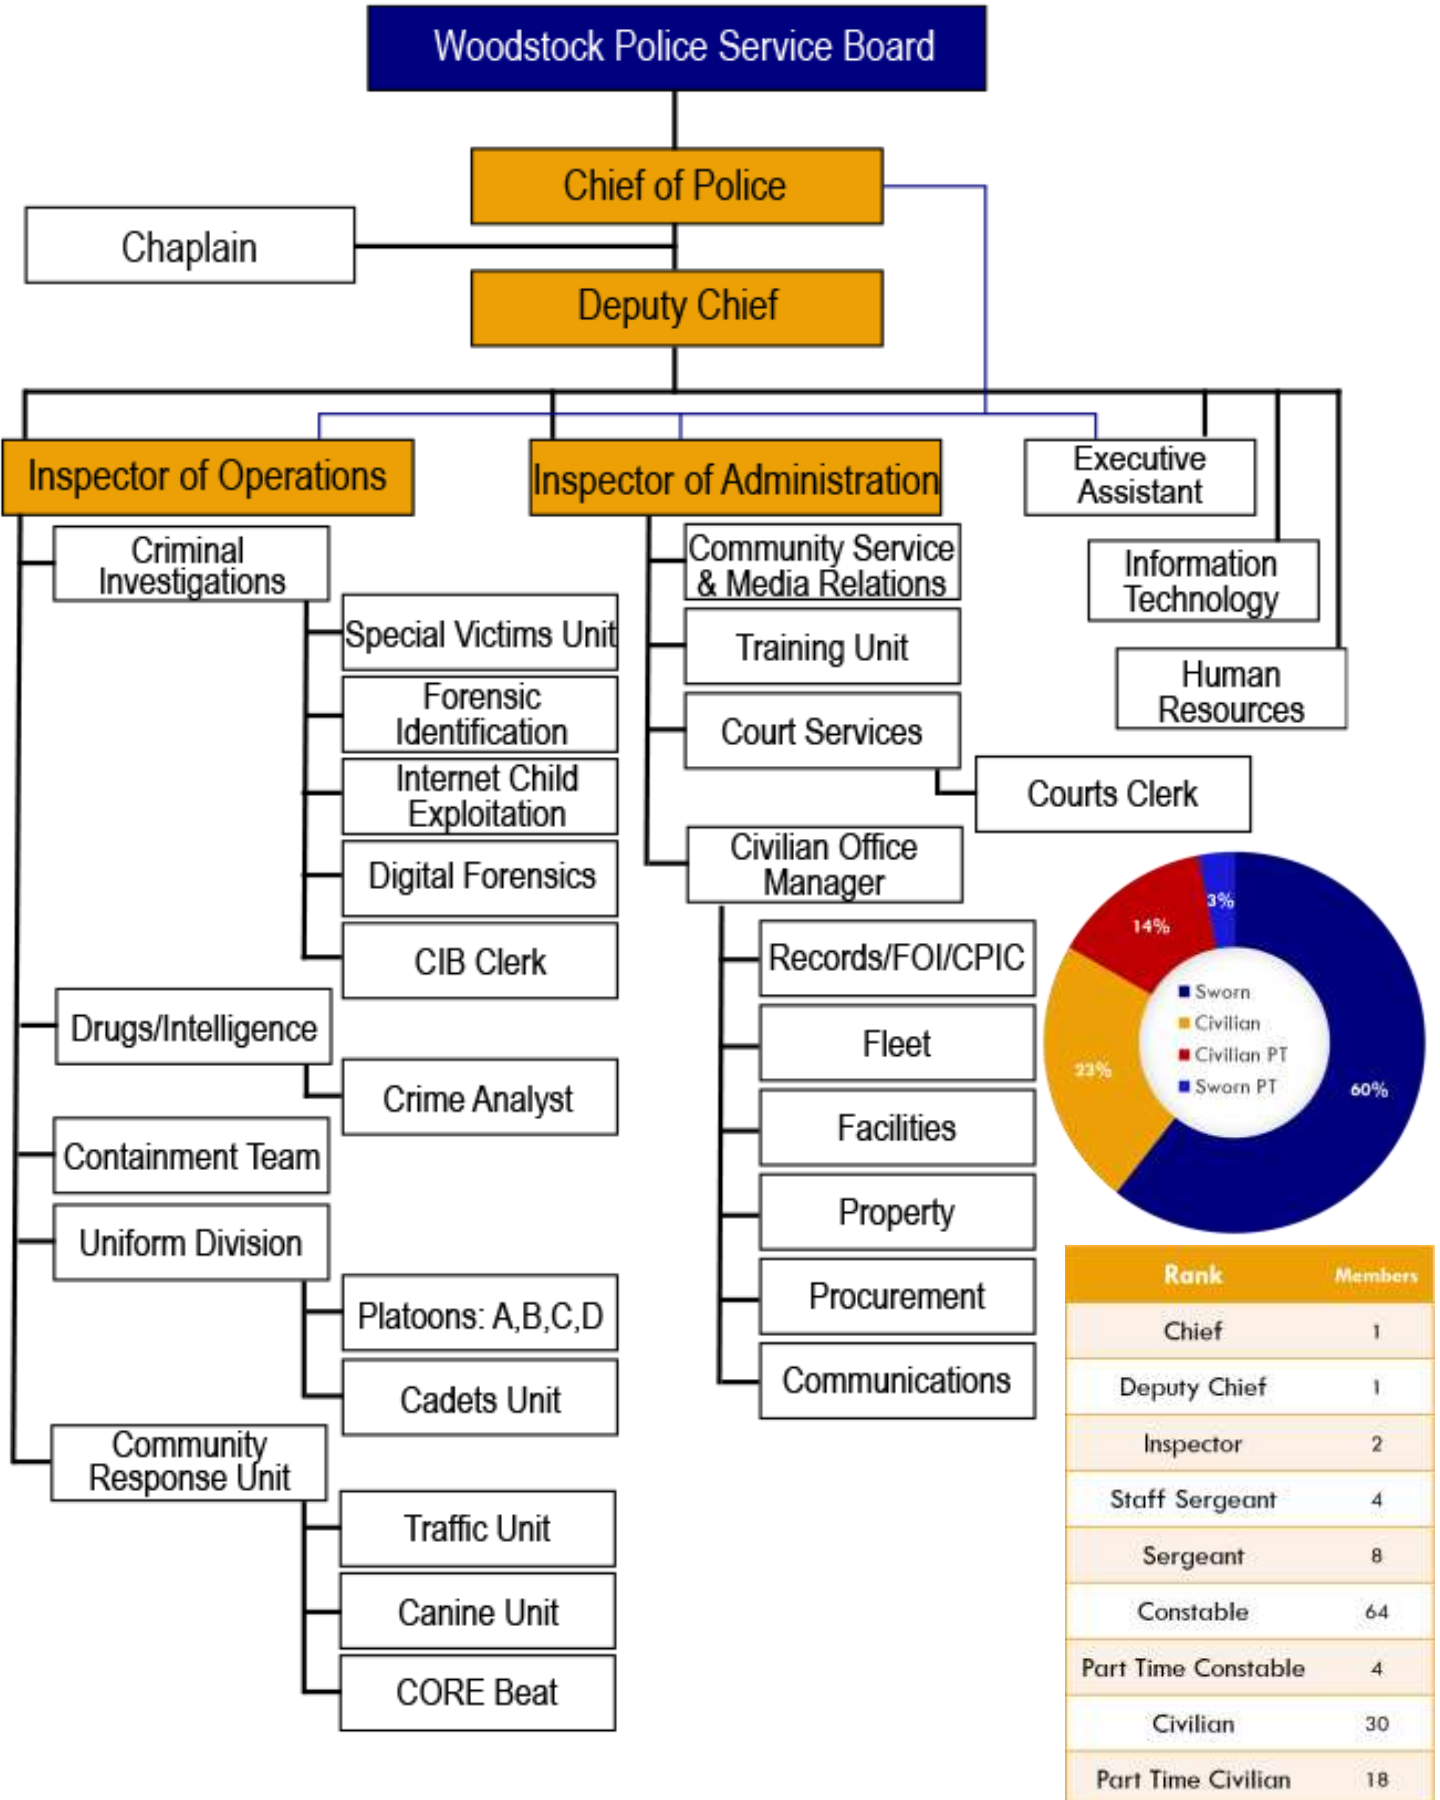 Woodstock Police Service Board
Chief of Police
Chaplain
Deputy Chief
Inspector of Operations
Inspector of Administration
Executive
Assistant
Information
Technology
Human
Resources
Criminal
Investigations
Special Victims Unit
Forensic
Identification
Internet Child
Exploitation
Digital Forensics
CIB Clerk
Drugs/Intelligence
Crime Analyst
Containment Team
Uniform Division
Platoons: A,B,C,D
Cadets Unit
Community
Response Unit
Traffic Unit
Canine Unit
CORE Beat
Community Service
& Media Relations
Training Unit
Court Services
Courts Clerk
Civilian Office
Manager
Records/FOI/CPIC
Fleet
Facilities
Property
Procurement
Communications
3%
14%
23%
60%
Sworn
Civilian
Civilian PT
Sworn PT
Rank Members
Chief 1
Deputy Chief 1
Inspector 2
Staff Sergeant 4
Sergeant 8
Constable 64
Part Time Constable 4
Civilian 30
Part Time Civilian 18